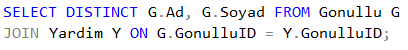 SELECT DISTINCT G.Ad, G.Soyad FROM Gonullu G
JOIN Yardim Y ON G.GonulluID = Y.GonulluID;